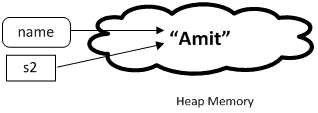 name
“Amit”
s2
Heap Memory